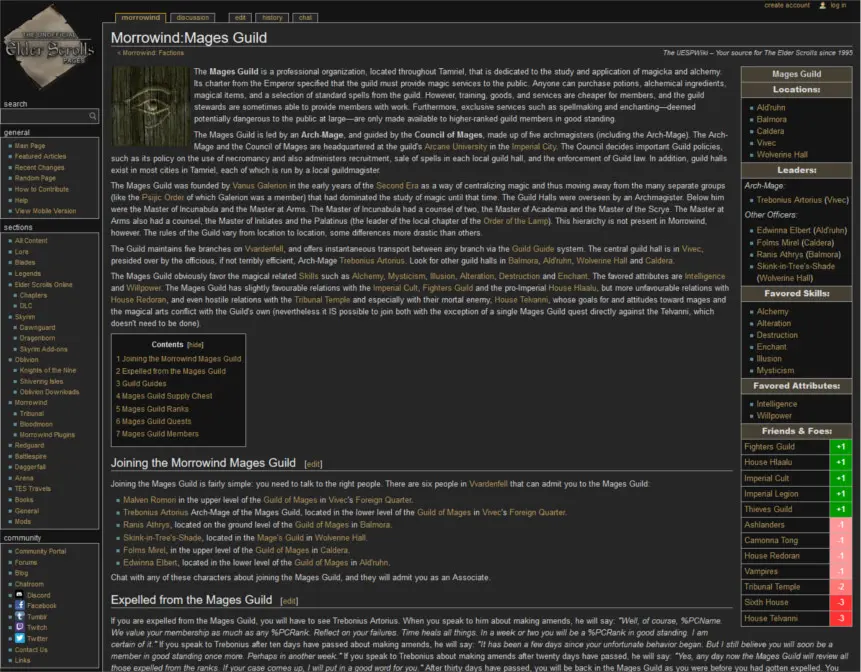 create account
log in
morrowind
discussion
edit
history
chat
THE UNOFFICIAL
Elder Scrolls
PAGES
Morrowind:Mages Guild
< Morrowind: Factions
The UESPWiki – Your source for The Elder Scrolls since 1995
search
general
Main Page
Featured Articles
Recent Changes
Random Page
How to Contribute
Help
View Mobile Version
sections
All Content
Lore
Blades
Legends
Elder Scrolls Online
Chapters
DLC
Skyrim
Dawnguard
Dragonborn
Skyrim Add-ons
Oblivion
Knights of the Nine
Shivering Isles
Oblivion Downloads
Morrowind
Tribunal
Bloodmoon
Morrowind Plugins
Redguard
Battlespire
Daggerfall
Arena
TES Travels
Books
General
Mods
community
Community Portal
Forums
Blog
Chatroom
Discord
Facebook
Tumblr
Twitch
Twitter
Contact Us
Links
The Mages Guild is a professional organization, located throughout Tamriel, that is dedicated to the study and application of magicka and alchemy.
Its charter from the Emperor specified that the guild must provide magic services to the public. Anyone can purchase potions, alchemical ingredients,
magical items, and a selection of standard spells from the guild. However, training, goods, and services are cheaper for members, and the guild
stewards are sometimes able to provide members with work. Furthermore, exclusive services such as spellmaking and enchanting—deemed
potentially dangerous to the public at large—are only made available to higher-ranked guild members in good standing.
The Mages Guild is led by an Arch-Mage, and guided by the Council of Mages, made up of five archmagisters (including the Arch-Mage). The Arch-
Mage and the Council of Mages are headquartered at the guild's Arcane University in the Imperial City. The Council decides important Guild policies,
such as its policy on the use of necromancy and also administers recruitment, sale of spells in each local guild hall, and the enforcement of Guild law. In addition, guild halls
exist in most cities in Tamriel, each of which is run by a local guildmagister.
The Mages Guild was founded by Vanus Galerion in the early years of the Second Era as a way of centralizing magic and thus moving away from the many separate groups
(like the Psijic Order of which Galerion was a member) that had dominated the study of magic until that time. The Guild Halls were overseen by an Archmagister. Below him
were the Master of Incunabula and the Master at Arms. The Master of Incunabula had a counsel of two, the Master of Academia and the Master of the Scrye. The Master at
Arms also had a counsel, the Master of Initiates and the Palatinus (the leader of the local chapter of the Order of the Lamp). This hierarchy is not present in Morrowind,
however. The rules of the Guild vary from location to location, some differences more drastic than others.
The Guild maintains five branches on Vvardenfell, and offers instantaneous transport between any branch via the Guild Guide system. The central guild hall is in Vivec,
presided over by the officious, if not terribly efficient, Arch-Mage Trebonius Artorius. Look for other guild halls in Balmora, Ald'ruhn, Wolverine Hall and Caldera.
The Mages Guild obviously favor the magical related Skills such as Alchemy, Mysticism, Illusion, Alteration, Destruction and Enchant. The favored attributes are Intelligence
and Willpower. The Mages Guild has slightly favourable relations with the Imperial Cult, Fighters Guild and the pro-Imperial House Hlaalu, but more unfavourable relations with
House Redoran, and even hostile relations with the Tribunal Temple and especially with their mortal enemy, House Telvanni, whose goals for and attitudes toward mages and
the magical arts conflict with the Guild's own (nevertheless it IS possible to join both with the exception of a single Mages Guild quest directly against the Telvanni, which
doesn't need to be done).
Contents [hide]
1 Joining the Morrowind Mages Guild
2 Expelled from the Mages Guild
3 Guild Guides
4 Mages Guild Supply Chest
5 Mages Guild Ranks
6 Mages Guild Quests
7 Mages Guild Members
Joining the Morrowind Mages Guild [edit]
Joining the Mages Guild is fairly simple: you need to talk to the right people. There are six people in Vvardenfell that can admit you to the Mages Guild:
Malven Romori in the upper level of the Guild of Mages in Vivec's Foreign Quarter.
Trebonius Artorius Arch-Mage of the Mages Guild, located in the lower level of the Guild of Mages in Vivec's Foreign Quarter.
Ranis Athrys, located on the ground level of the Guild of Mages in Balmora.
Skink-in-Tree's-Shade, located in the Mage's Guild in Wolverine Hall.
Folms Mirel, in the upper level of the Guild of Mages in Caldera.
Edwinna Elbert, located in the lower level of the Guild of Mages in Ald'ruhn.
Chat with any of these characters about joining the Mages Guild, and they will admit you as an Associate.
Expelled from the Mages Guild [edit]
If you are expelled from the Mages Guild, you will have to see Trebonius Artorius. When you speak to him about making amends, he will say: "Well, of course, %PCName.
We value your membership as much as any %PCRank. Reflect on your failures. Time heals all things. In a week or two you will be a %PCRank in good standing. I am
certain of it." If you speak to Trebonius after ten days have passed about making amends, he will say: "It has been a few days since your unfortunate behavior began. But I still believe you will soon be a
member in good standing once more. Perhaps in another week." If you speak to Trebonius about making amends after twenty days have passed, he will say: "Yes, any day now the Mages Guild will review all
those expelled from the ranks. If your case comes up, I will put in a good word for you." After thirty days have passed, you will be back in the Mages Guild as you were before you had gotten expelled. You
Mages Guild
Locations:
Ald'ruhn
Balmora
Caldera
Vivec
Wolverine Hall
Leaders:
Arch-Mage:
Trebonius Artorius (Vivec)
Other Officers:
Edwinna Elbert (Ald'ruhn)
Folms Mirel (Caldera)
Ranis Athrys (Balmora)
Skink-in-Tree's-Shade
(Wolverine Hall)
Favored Skills:
Alchemy
Alteration
Destruction
Enchant
Illusion
Mysticism
Favored Attributes:
Intelligence
Willpower
Friends & Foes:
Fighters Guild +1
House Hlaalu +1
Imperial Cult +1
Imperial Legion +1
Thieves Guild +1
Ashlanders -1
Camonna Tong -1
House Redoran -1
Vampires -1
Tribunal Temple -2
Sixth House -3
House Telvanni -3